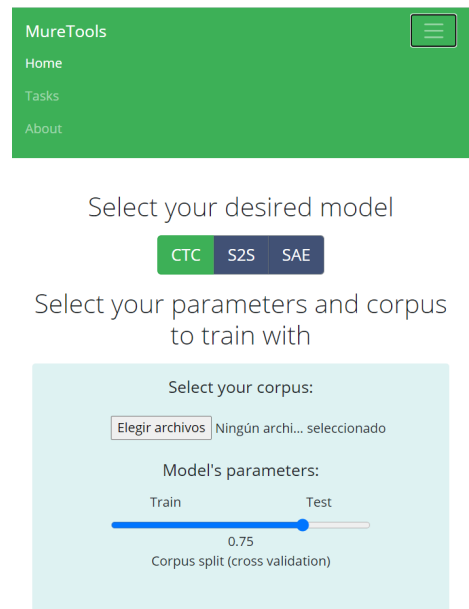 MureTools
Home
Tasks
About
Select your desired model
CTC S2S SAE
Select your parameters and corpus
to train with
Select your corpus:
Elegir archivos Ningún archi... seleccionado
Model's parameters:
Train Test
0.75
Corpus split (cross validation)